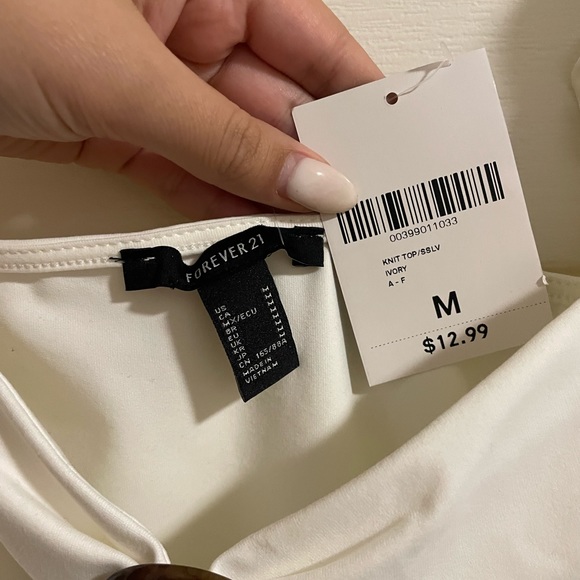 FOREVER 21
US M
CA M
MX/ECU M
BR M
EU M
UK M
KR M
JP M
CN 165/88A
MADE IN
VIETNAM
00399011033
KNIT TOP/SSLV
IVORY
A - F
M
$12.99